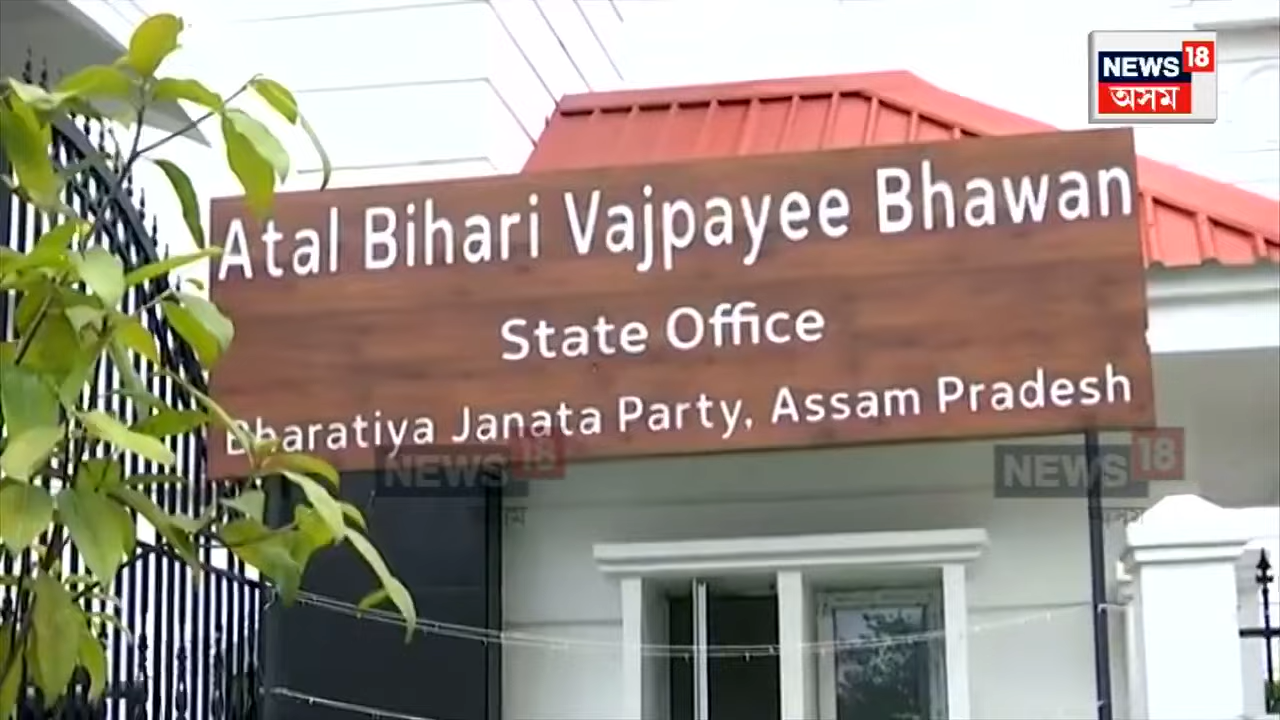 NEWS 18
অসম
Atal Bihari Vajpayee Bhawan
State Office
Bharatiya Janata Party, Assam Pradesh
NEWS 18
NEWS 18